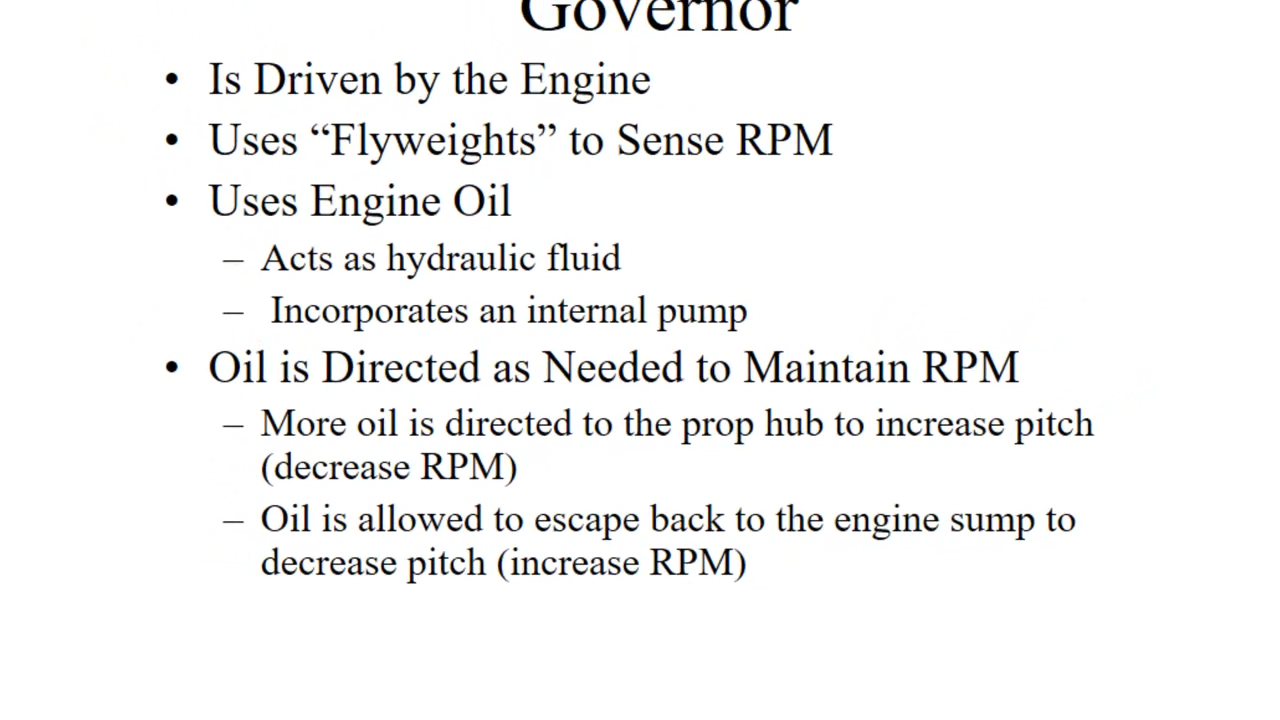 Governor
• Is Driven by the Engine
• Uses “Flyweights” to Sense RPM
• Uses Engine Oil
– Acts as hydraulic fluid
– Incorporates an internal pump
• Oil is Directed as Needed to Maintain RPM
– More oil is directed to the prop hub to increase pitch
(decrease RPM)
– Oil is allowed to escape back to the engine sump to
decrease pitch (increase RPM)